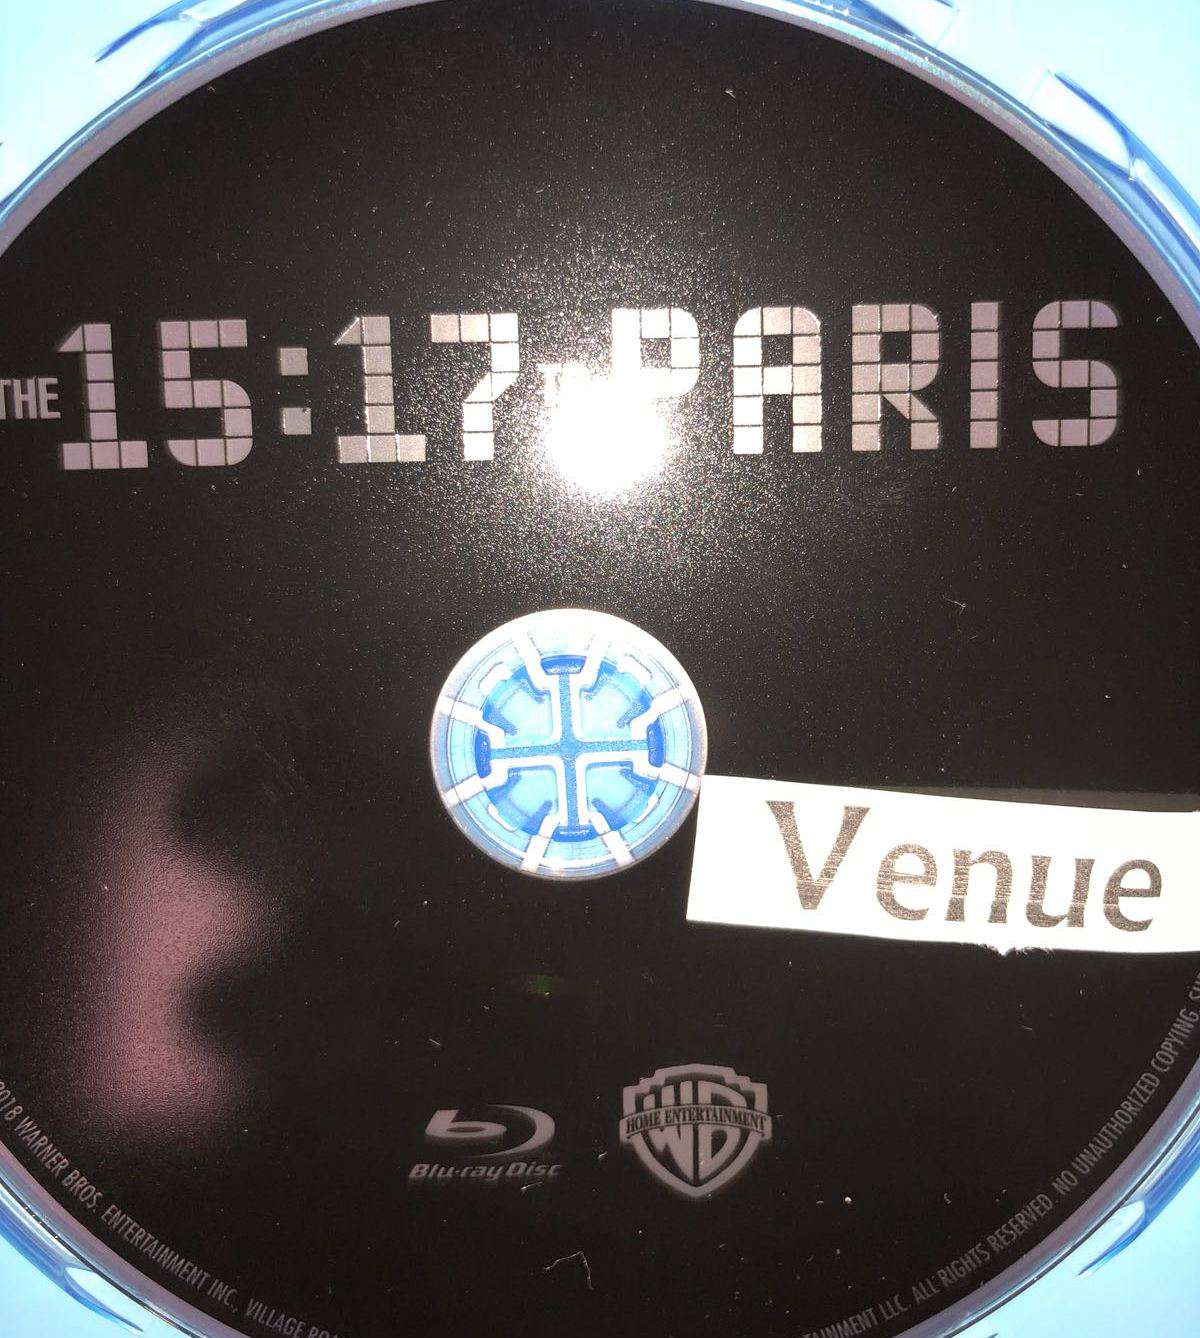 THE 15:17 TO PARIS
Venue
Blu-ray Disc
WB
HOME ENTERTAINMENT
2018 WARNER BROS. ENTERTAINMENT INC. VILLAGE
LLC. ALL RIGHTS RESERVED. NO UNAUTHORIZED COPYING.